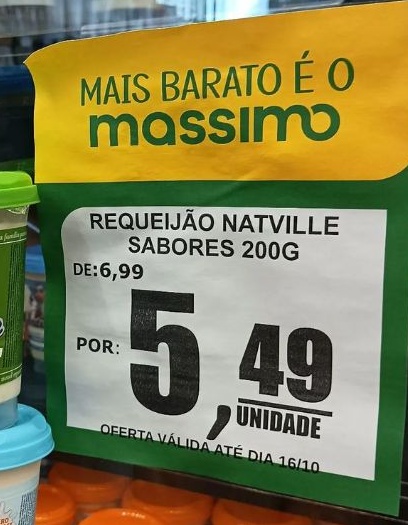 MAIS BARATO É O
massimo
REQUEIJÃO NATVILLE
SABORES 200G
DE:6,99
POR: 5,49
UNIDADE
OFERTA VÁLIDA ATÉ DIA 16/10